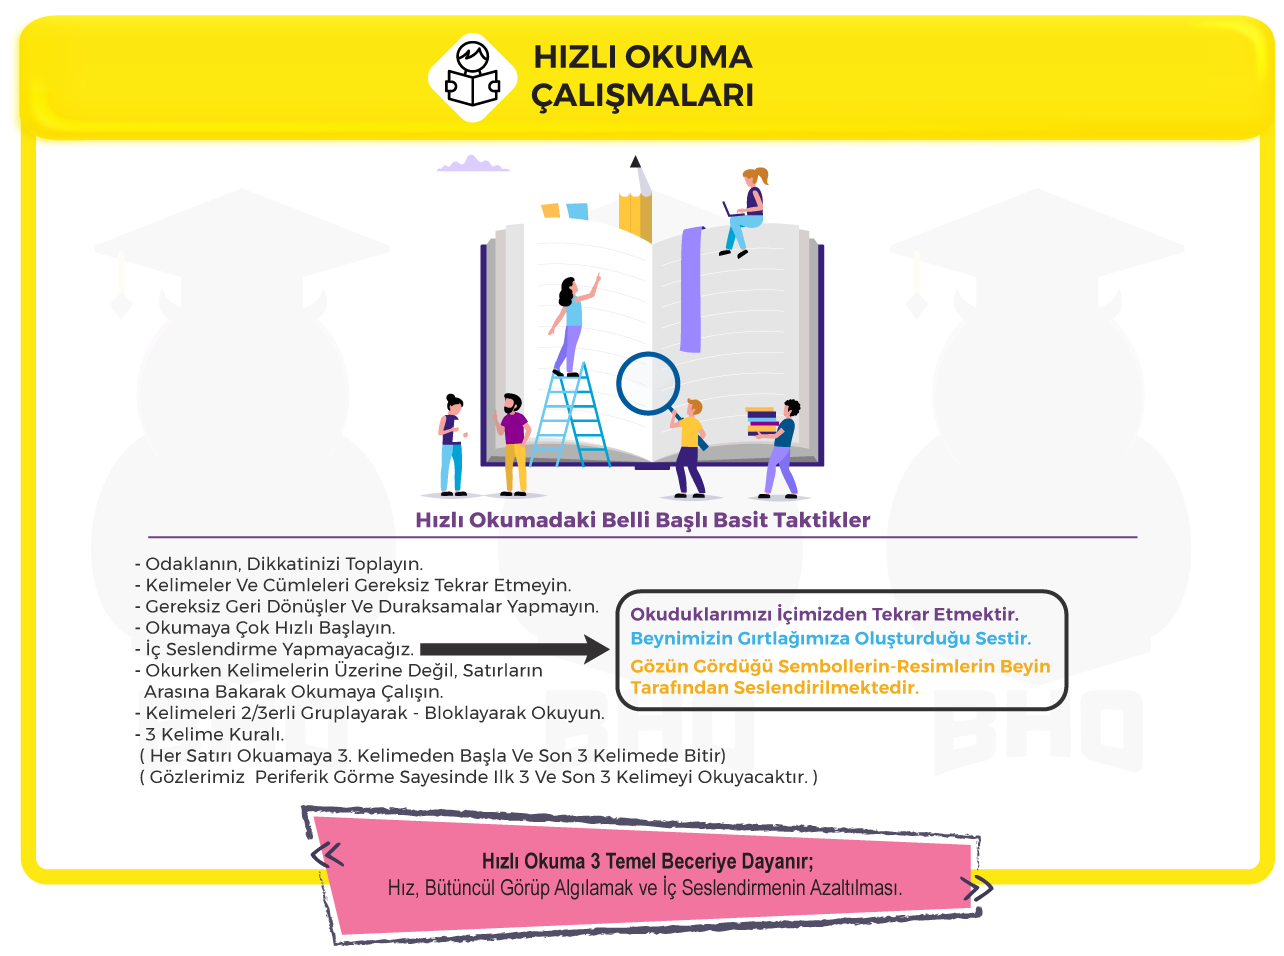 HIZLI OKUMA
ÇALIŞMALARI
Hızlı Okumadaki Belli Başlı Basit Taktikler
- Odaklanın, Dikkatinizi Toplayın.
- Kelimeler Ve Cümleleri Gereksiz Tekrar Etmeyin.
- Gereksiz Geri Dönüşler Ve Duraksamalar Yapmayın.
- Okumaya Çok Hızlı Başlayın.
- İç Seslendirme Yapmayacağız.
- Okurken Kelimelerin Üzerine Değil, Satırların
Arasına Bakarak Okumaya Çalışın.
- Kelimeleri 2/3erli Gruplayarak - Bloklayarak Okuyun.
- 3 Kelime Kuralı.
( Her Satırı Okuamaya 3. Kelimeden Başla Ve Son 3 Kelimede Bitir)
( Gözlerimiz  Periferik Görme Sayesinde Ilk 3 Ve Son 3 Kelimeyi Okuyacaktır. )
Okuduklarımızı İçimizden Tekrar Etmektir.
Beynimizin Gırtlağımıza Oluşturduğu Sestir.
Gözün Gördüğü Sembollerin-Resimlerin Beyin
Tarafından Seslendirilmektedir.
BHO
BHO
BHO
Hızlı Okuma 3 Temel Beceriye Dayanır;
Hız, Bütüncül Görüp Algılamak ve İç Seslendirmenin Azaltılması.